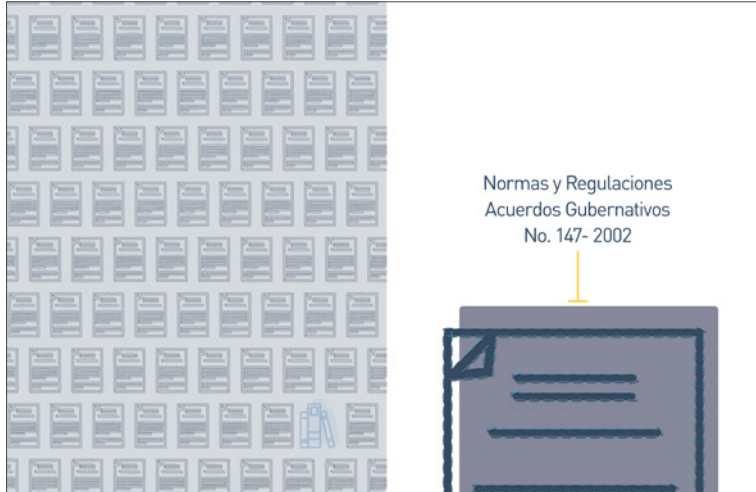 Normas y Regulaciones
Acuerdos Gubernativos
No. 147- 2002